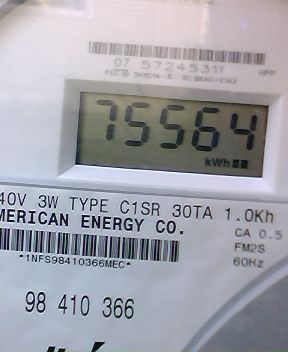 07 57245311
75564
kWh
40V 3W TYPE C1SR 30TA 1.0Kh
MERICAN ENERGY CO.
CA 0.5
FM2S
*1NFS98410366MEC*
60Hz
98 410 366